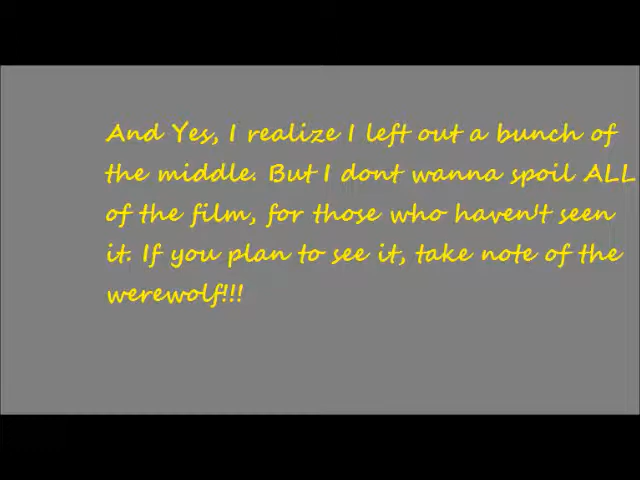 And Yes, I realize I left out a bunch of
the middle. But I dont wanna spoil ALL
of the film, for those who haven't seen
it. If you plan to see it, take note of the
werewolf!!!